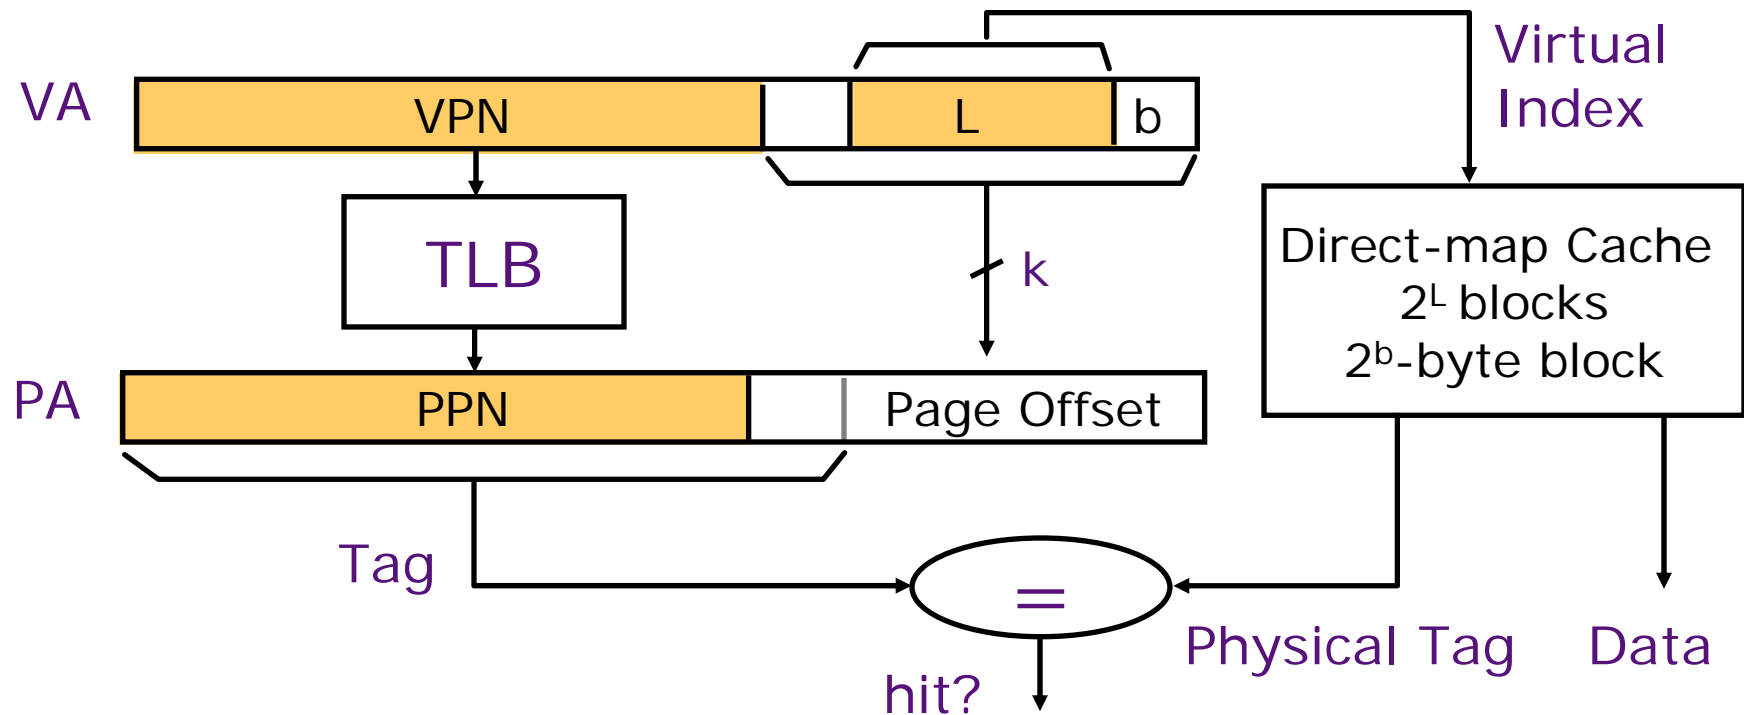 Virtual
Index
VA
VPN
L
b
TLB
k
Direct-map Cache
2ᴸ blocks
2ᵇ-byte block
PA
PPN
Page Offset
Tag
=
Physical Tag
Data
hit?